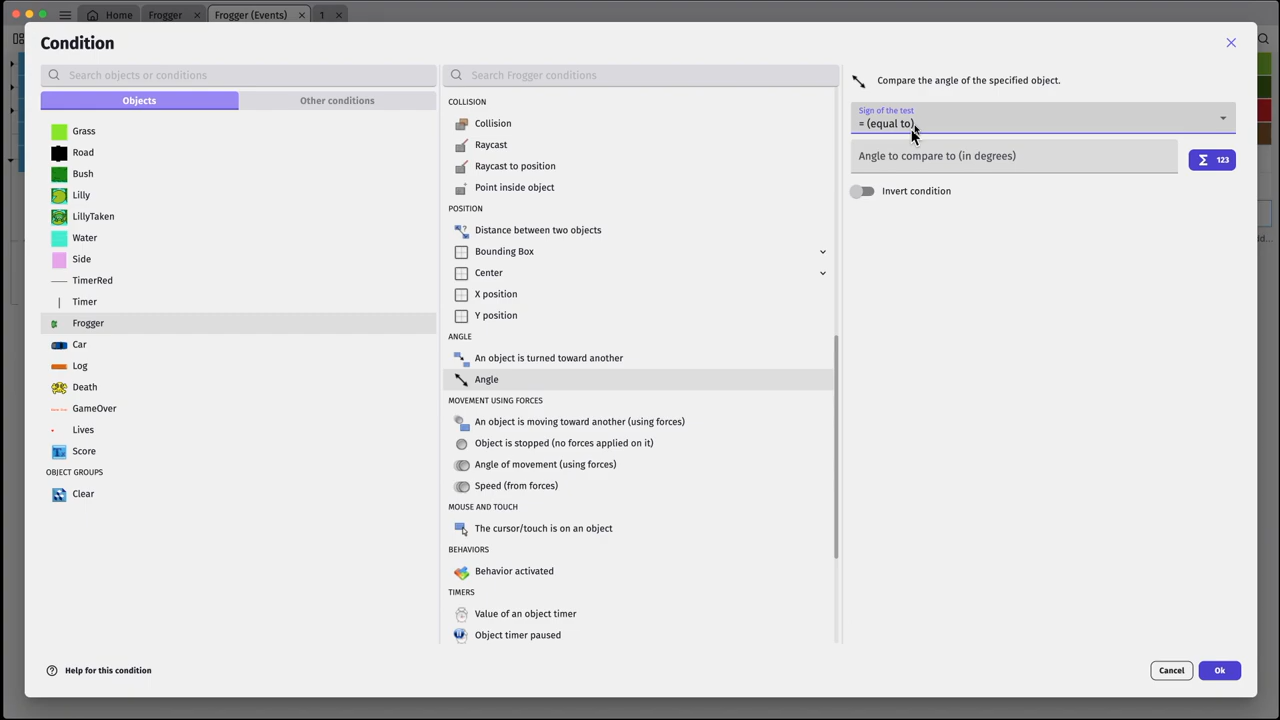 Home
Frogger
Frogger (Events)
1
Condition
Search objects or conditions
Objects
Other conditions
Grass
Road
Bush
Lilly
LillyTaken
Water
Side
TimerRed
Timer
Frogger
Car
Log
Death
GameOver
Lives
Score
OBJECT GROUPS
Clear
Search Frogger conditions
COLLISION
Collision
Raycast
Raycast to position
Point inside object
POSITION
Distance between two objects
Bounding Box
Center
X position
Y position
ANGLE
An object is turned toward another
Angle
MOVEMENT USING FORCES
An object is moving toward another (using forces)
Object is stopped (no forces applied on it)
Angle of movement (using forces)
Speed (from forces)
MOUSE AND TOUCH
The cursor/touch is on an object
BEHAVIORS
Behavior activated
TIMERS
Value of an object timer
Object timer paused
Compare the angle of the specified object.
Sign of the test
= (equal to)
Angle to compare to (in degrees)
Σ 123
Invert condition
Help for this condition
Cancel
Ok